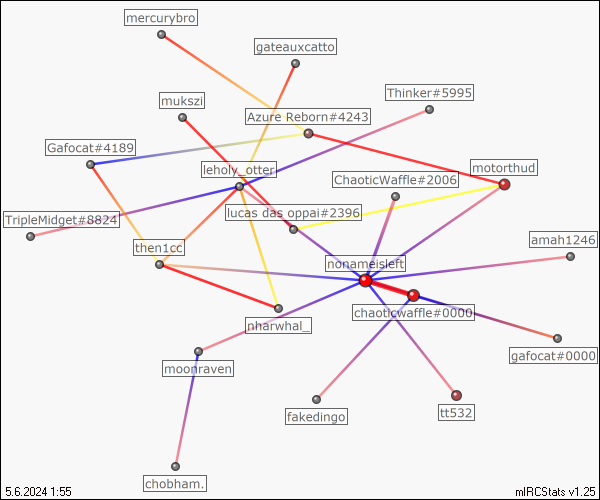 mercurybro
gateauxcatto
Thinker#5995
mukszi
Azure Reborn#4243
Gafocat#4189
motorthud
leholy_otter
ChaoticWaffle#2006
TripleMidget#8824
lucas das oppai#2396
amah1246
then1cc
nonameisleft
chaoticwaffle#0000
nharwhal_
gafocat#0000
moonraven
fakedingo
tt532
chobham.
5.6.2024 1:55
mIRCStats v1.25